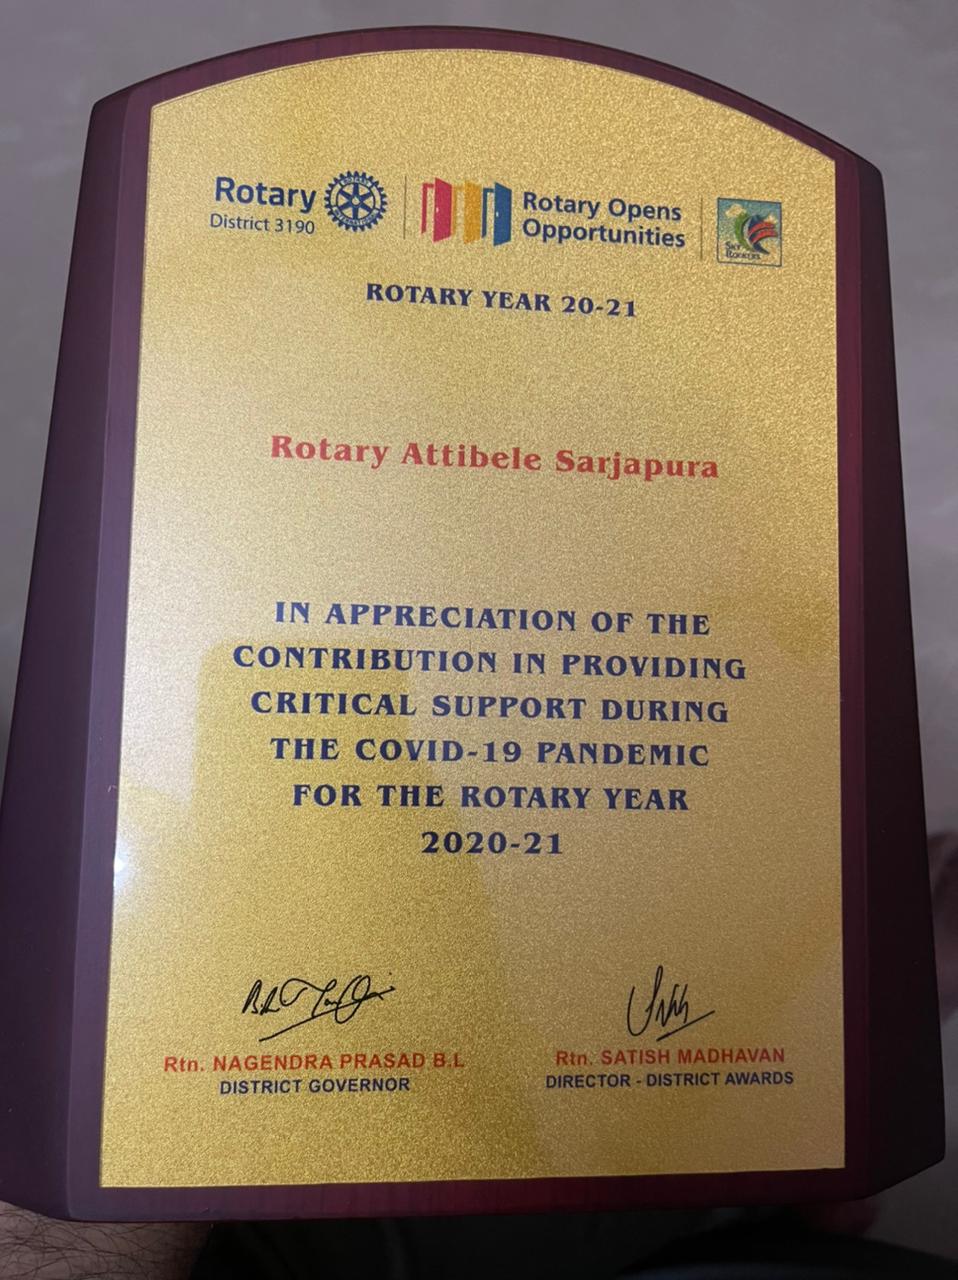 Rotary
District 3190
Rotary Opens
Opportunities
SKY
ROCKERS
ROTARY YEAR 20-21
Rotary Attibele Sarjapura
IN APPRECIATION OF THE
CONTRIBUTION IN PROVIDING
CRITICAL SUPPORT DURING
THE COVID-19 PANDEMIC
FOR THE ROTARY YEAR
2020-21
Rtn. NAGENDRA PRASAD B.L
DISTRICT GOVERNOR
Rtn. SATISH MADHAVAN
DIRECTOR - DISTRICT AWARDS